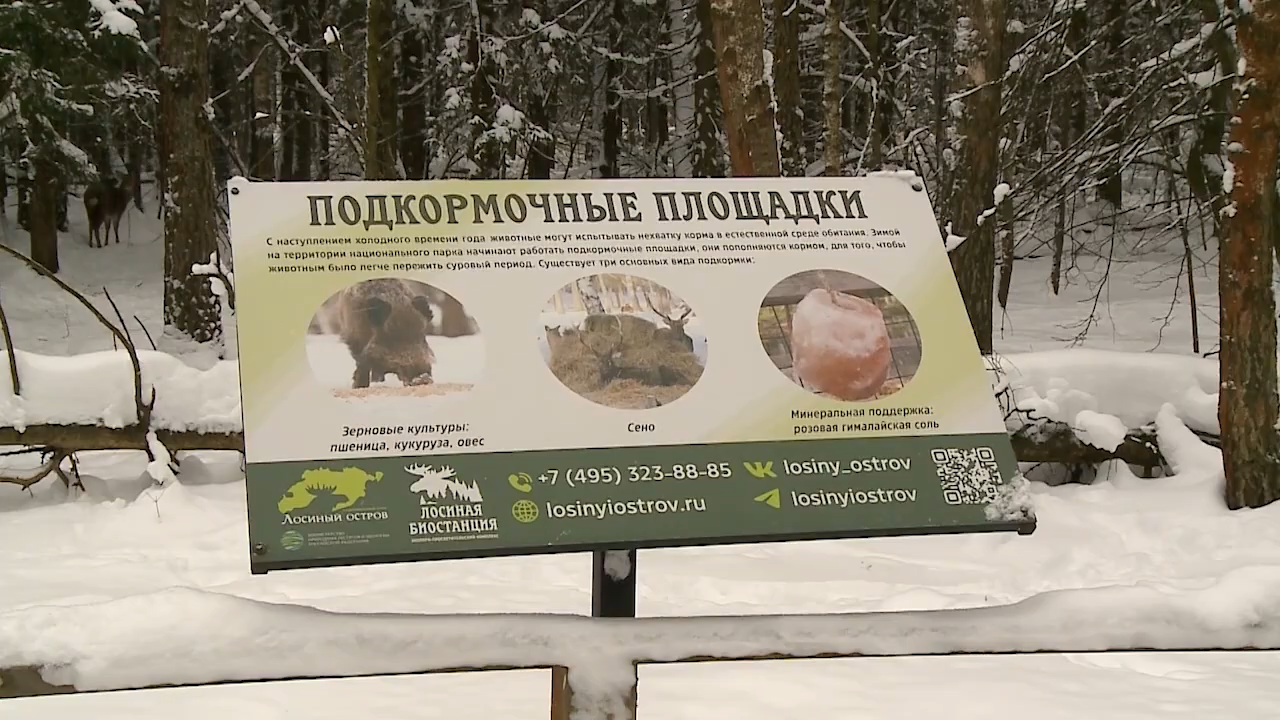 ПОДКОРМОЧНЫЕ ПЛОЩАДКИ
С наступлением холодного времени года животные могут испытывать нехватку корма в естественной среде обитания. Зимой
на территории национального парка начинают работать подкормочные площадки, они пополняются кормом, для того, чтобы
животным было легче пережить суровый период. Существует три основных вида подкормки:
Зерновые культуры:
пшеница, кукуруза, овес
Сено
Минеральная поддержка:
розовая гималайская соль
ЛОСИНЫЙ ОСТРОВ
ЛОСИНАЯ
БИОСТАНЦИЯ
+7 (495) 323-88-85
losinyiostrov.ru
losiny_ostrov
losinyiostrov